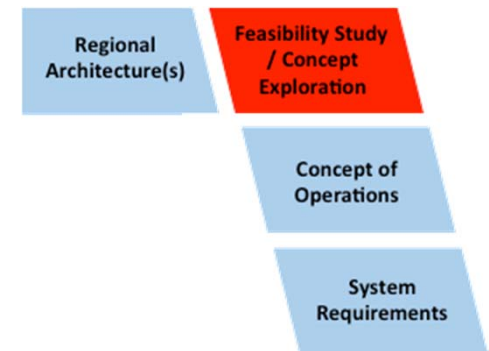 Regional
Architecture(s)
Feasibility Study
/ Concept
Exploration
Concept of
Operations
System
Requirements